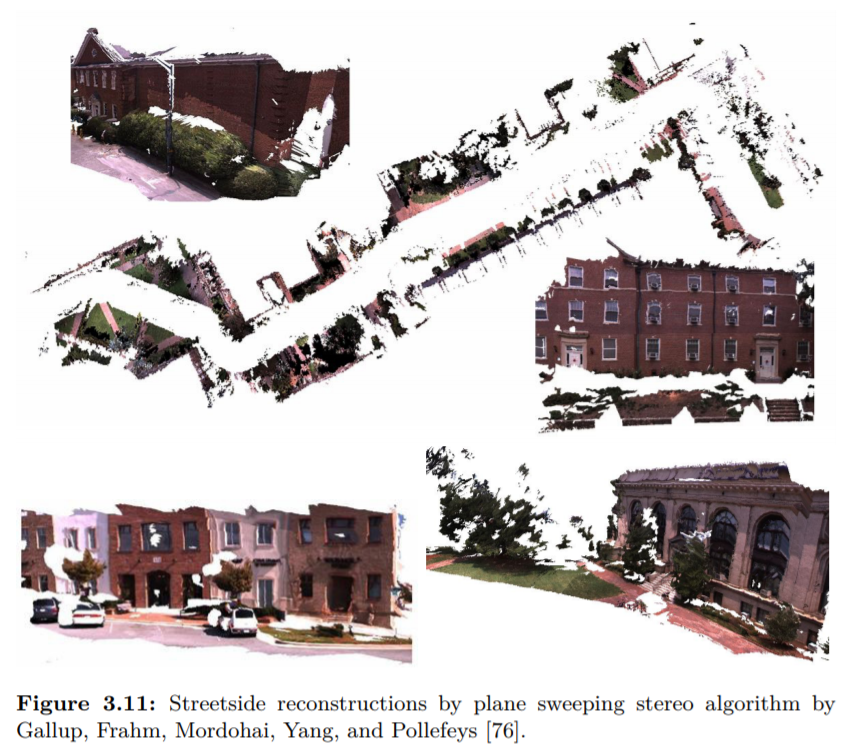 Figure 3.11: Streetside reconstructions by plane sweeping stereo algorithm by
Gallup, Frahm, Mordohai, Yang, and Pollefeys [76].